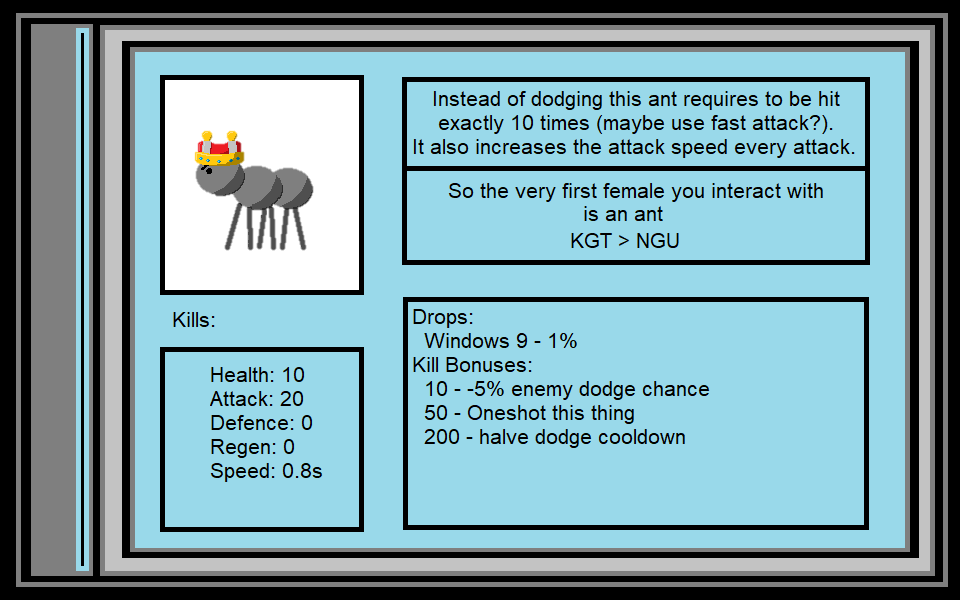 Instead of dodging this ant requires to be hit
exactly 10 times (maybe use fast attack?).
It also increases the attack speed every attack.
So the very first female you interact with
is an ant
KGT > NGU
Kills:
Health: 10
Attack: 20
Defence: 0
Regen: 0
Speed: 0.8s
Drops:
Windows 9 - 1%
Kill Bonuses:
10 - -5% enemy dodge chance
50 - Oneshot this thing
200 - halve dodge cooldown